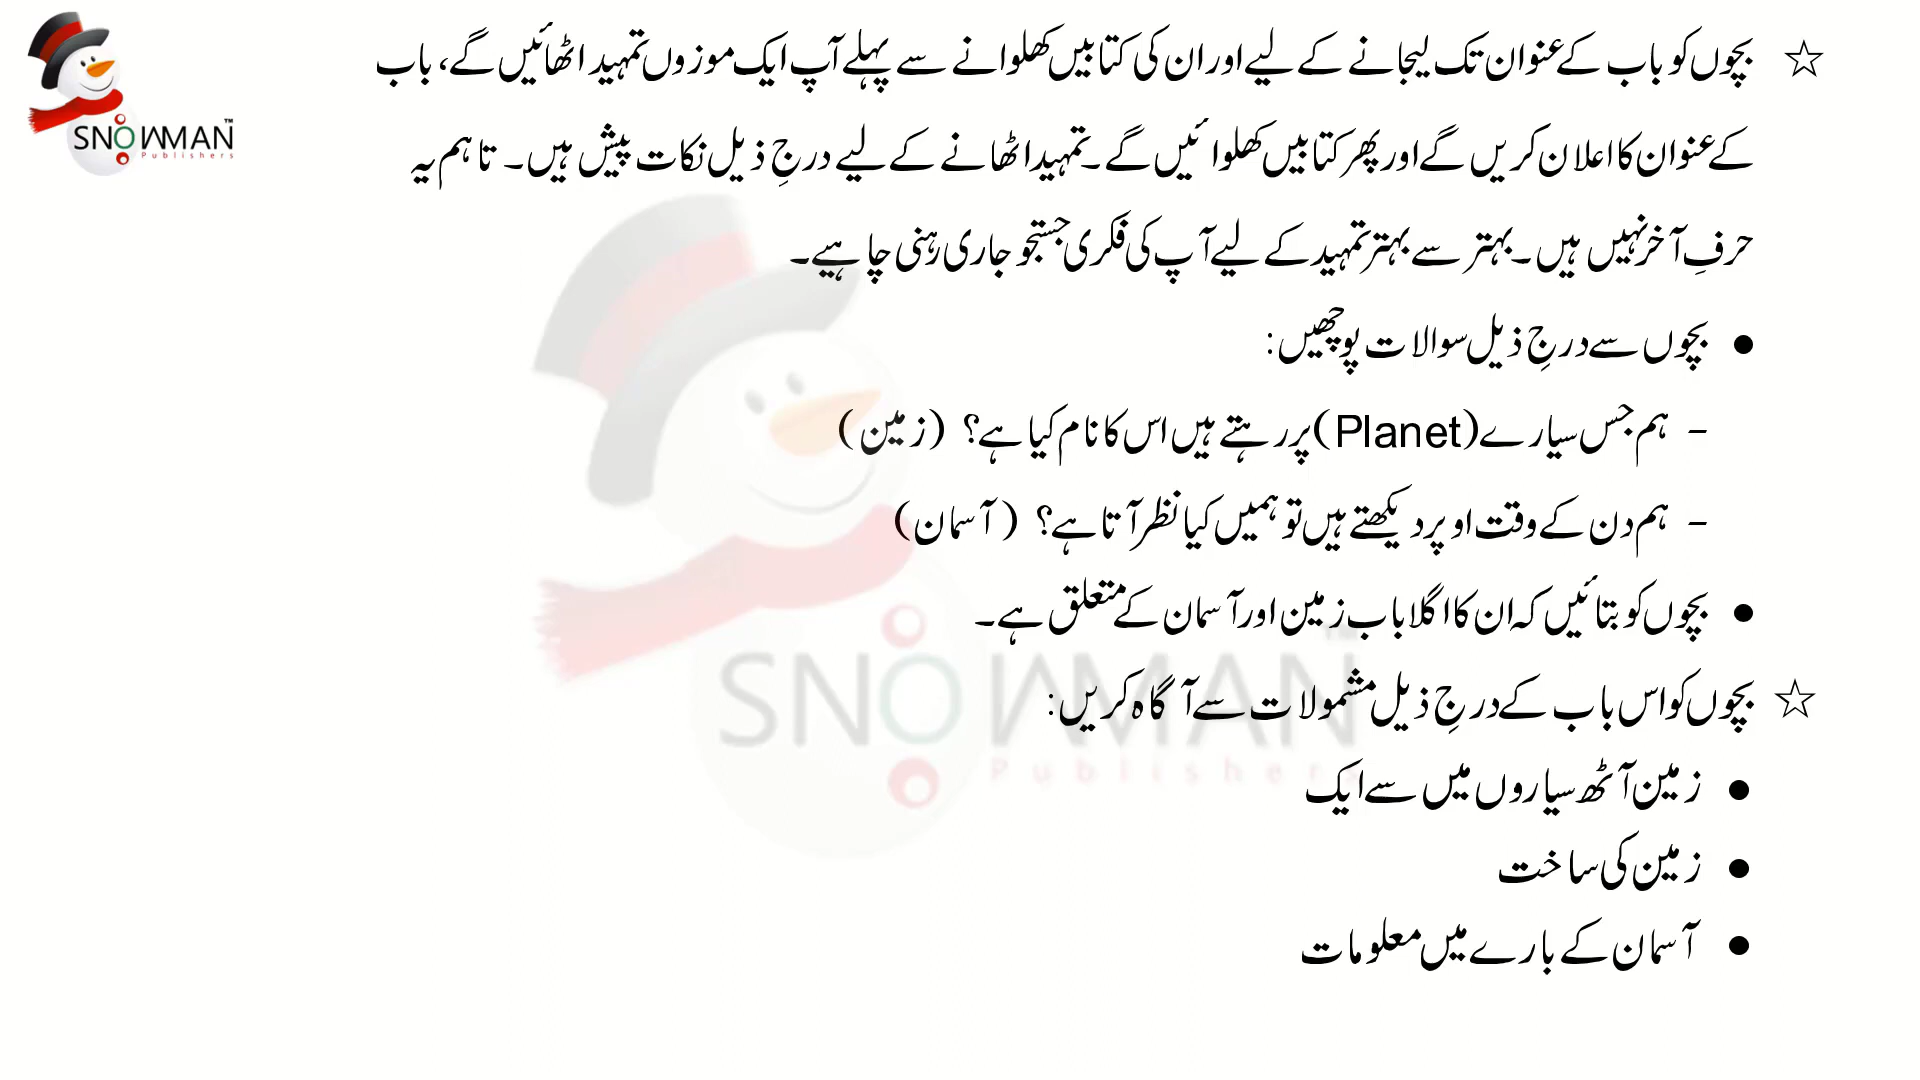 SNOWMAN™
Publishers
☆ بچوں کو باب کے عنوان تک لیجانے کے لیے اور ان کی کتابیں کھلوانے سے پہلے آپ ایک موزوں تمہید اٹھائیں گے، باب
کے عنوان کا اعلان کریں گے اور پھر کتابیں کھلوائیں گے۔ تمہید اٹھانے کے لیے درجِ ذیل نکات پیش ہیں۔ تاہم یہ
حرفِ آخر نہیں ہیں۔ بہتر سے بہتر تمہید کے لیے آپ کی فکری جستجو جاری رہنی چاہیے۔
● بچوں سے درجِ ذیل سوالات پوچھیں:
- ہم جس سیارے (Planet) پر رہتے ہیں اس کا نام کیا ہے؟ (زمین)
- ہم دن کے وقت اوپر دیکھتے ہیں تو ہمیں کیا نظر آتا ہے؟ (آسمان)
● بچوں کو بتائیں کہ ان کا اگلا باب زمین اور آسمان کے متعلق ہے۔
☆ بچوں کو اس باب کے درجِ ذیل مشمولات سے آگاہ کریں:
● زمین آٹھ سیاروں میں سے ایک
● زمین کی ساخت
● آسمان کے بارے میں معلومات
SNOWMAN™
Publishers